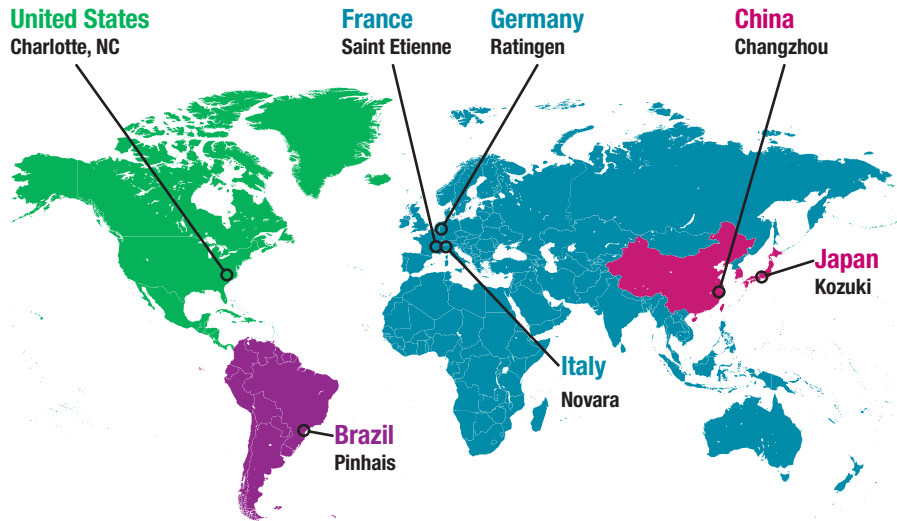 United States
Charlotte, NC
France
Saint Etienne
Germany
Ratingen
China
Changzhou
Japan
Kozuki
Italy
Novara
Brazil
Pinhais